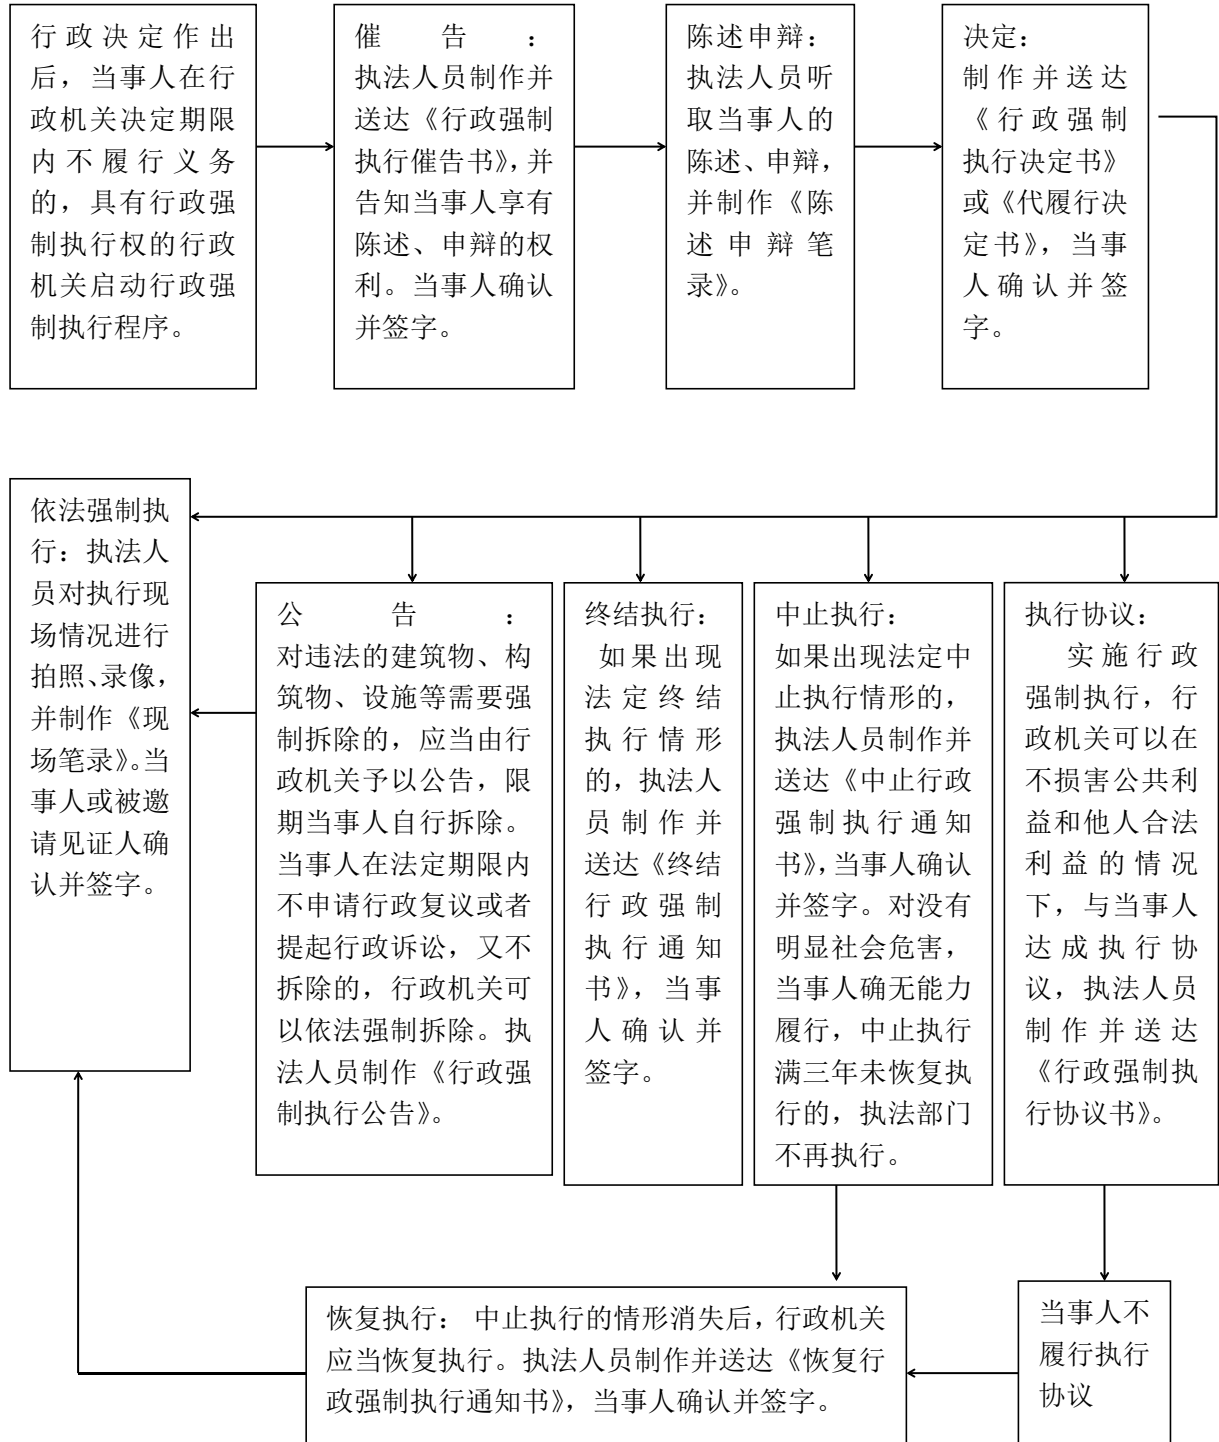 行政决定作出
后，当事人在行
政机关决定期限
内不履行义务
的，具有行政强
制执行权的行政
机关启动行政强
制执行程序。
催告：
执法人员制作并
送达《行政强制
执行催告书》，并
告知当事人享有
陈述、申辩的权
利。当事人确认
并签字。
陈述申辩：
执法人员听
取当事人的
陈述、申辩，
并制作《陈
述申辩笔
录》。
决定：
制作并送达
《行政强制
执行决定书》
或《代履行决
定书》，当事
人确认并签
字。
依法强制执
行：执法人
员对执行现
场情况进行
拍照、录像，
并制作《现
场笔录》。当
事人或被邀
请见证人确
认并签字。
公告：
对违法的建筑物、构
筑物、设施等需要强
制拆除的，应当由行
政机关予以公告，限
期当事人自行拆除。
当事人在法定期限内
不申请行政复议或者
提起行政诉讼，又不
拆除的，行政机关可
以依法强制拆除。执
法人员制作《行政强
制执行公告》。
终结执行：
如果出现
法定终结
执行情形
的，执法人
员制作并
送达《终结
行政强制
执行通知
书》，当事
人确认并
签字。
中止执行：
如果出现法定中
止执行情形的，
执法人员制作并
送达《中止行政
强制执行通知
书》，当事人确认
并签字。对没有
明显社会危害，
当事人确无能力
履行，中止执行
满三年未恢复执
行的，执法部门
不再执行。
执行协议：
实施行政
强制执行，行
政机关可以在
不损害公共利
益和他人合法
利益的情况
下，与当事人
达成执行协
议，执法人员
制作并送达
《行政强制执
行协议书》。
恢复执行： 中止执行的情形消失后，行政机关
应当恢复执行。执法人员制作并送达《恢复行
政强制执行通知书》，当事人确认并签字。
当事人不
履行执行
协议